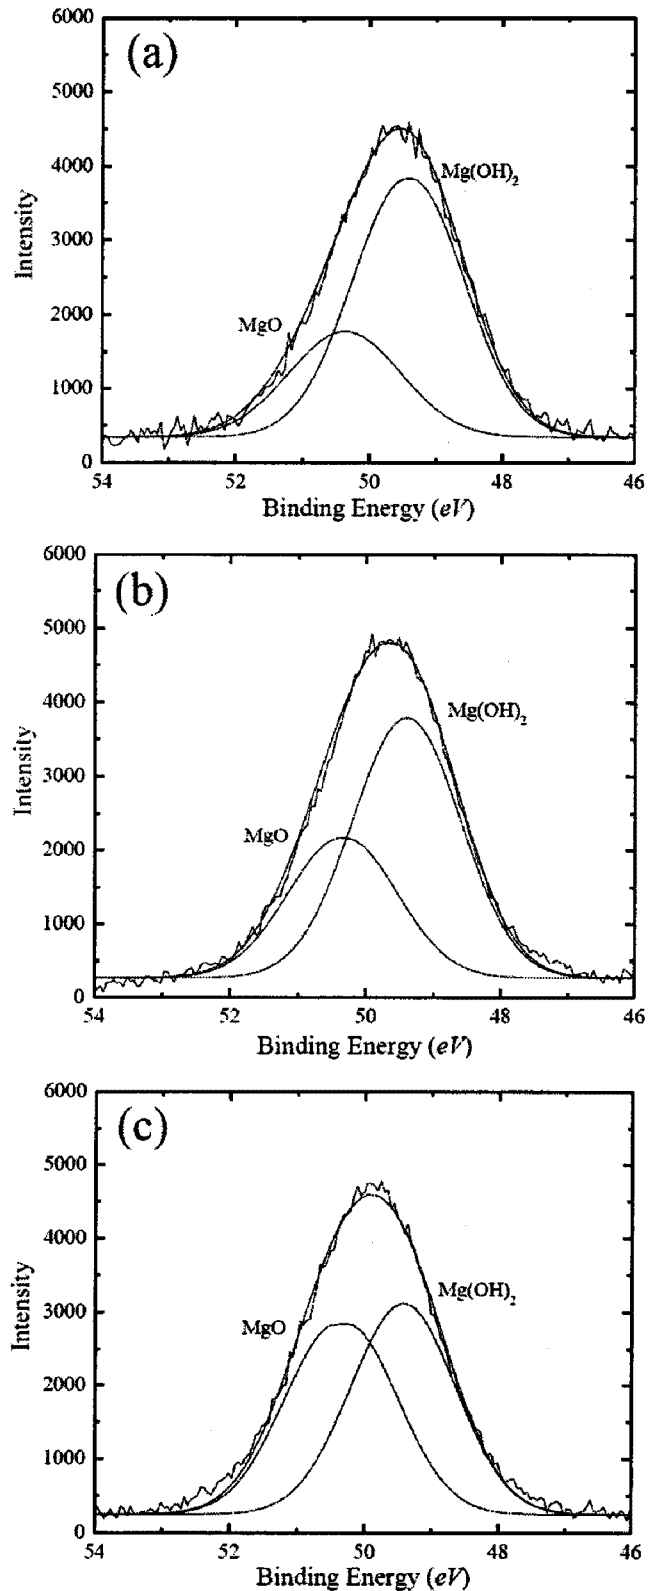 (a)
6000
5000
4000
3000
2000
1000
0
Intensity
Mg(OH)2
MgO
54 52 50 48 46
Binding Energy (eV)
(b)
6000
5000
4000
3000
2000
1000
0
Intensity
Mg(OH)2
MgO
54 52 50 48 46
Binding Energy (eV)
(c)
6000
5000
4000
3000
2000
1000
0
Intensity
Mg(OH)2
MgO
54 52 50 48 46
Binding Energy (eV)